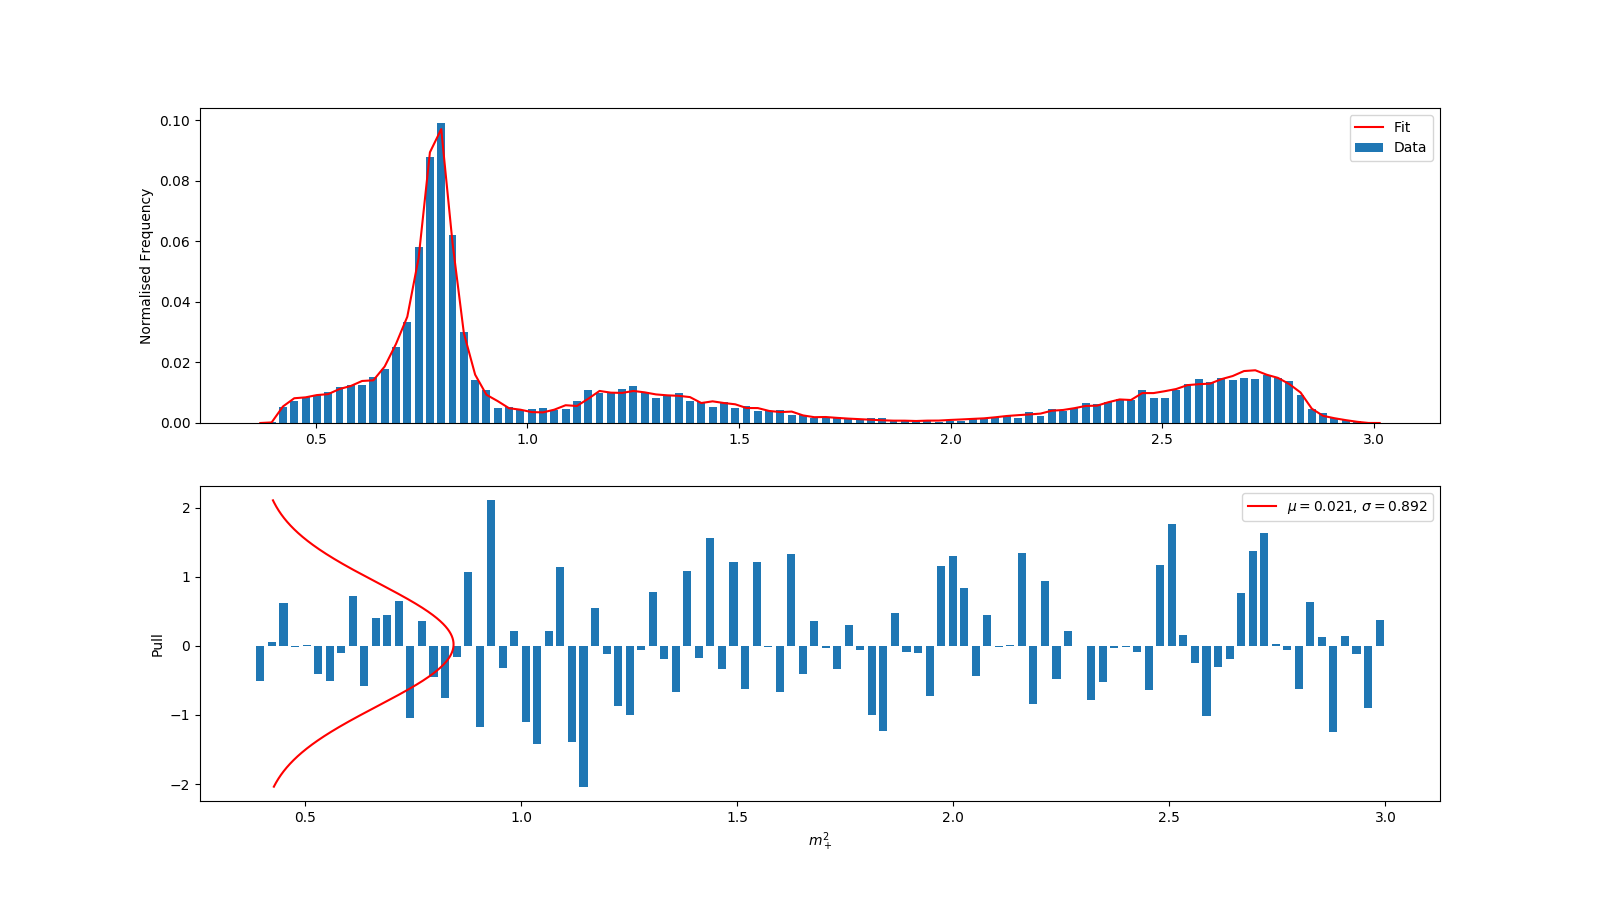 Normalised Frequency
0.10
0.08
0.06
0.04
0.02
0.00
0.5 1.0 1.5 2.0 2.5 3.0
Fit
Data
Pull
2
1
0
−1
−2
0.5 1.0 1.5 2.0 2.5 3.0
μ = 0.021, σ = 0.892
m²₊